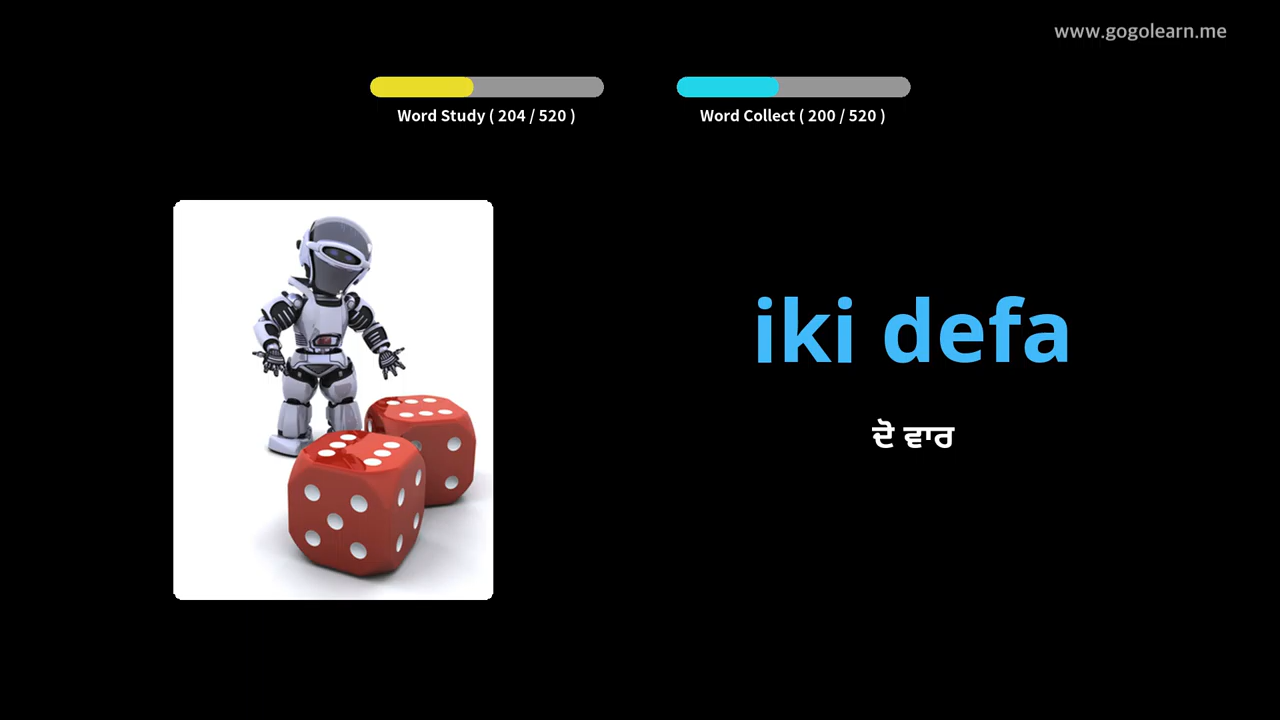 www.gogolearn.me
Word Study ( 204 / 520 )
Word Collect ( 200 / 520 )
iki defa
ਦੋ ਵਾਰ